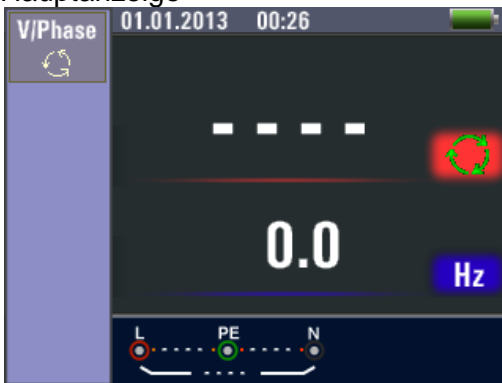 Hauptanzeige
V/Phase
01.01.2013 00:26
- - - -
0.0
Hz
L PE N